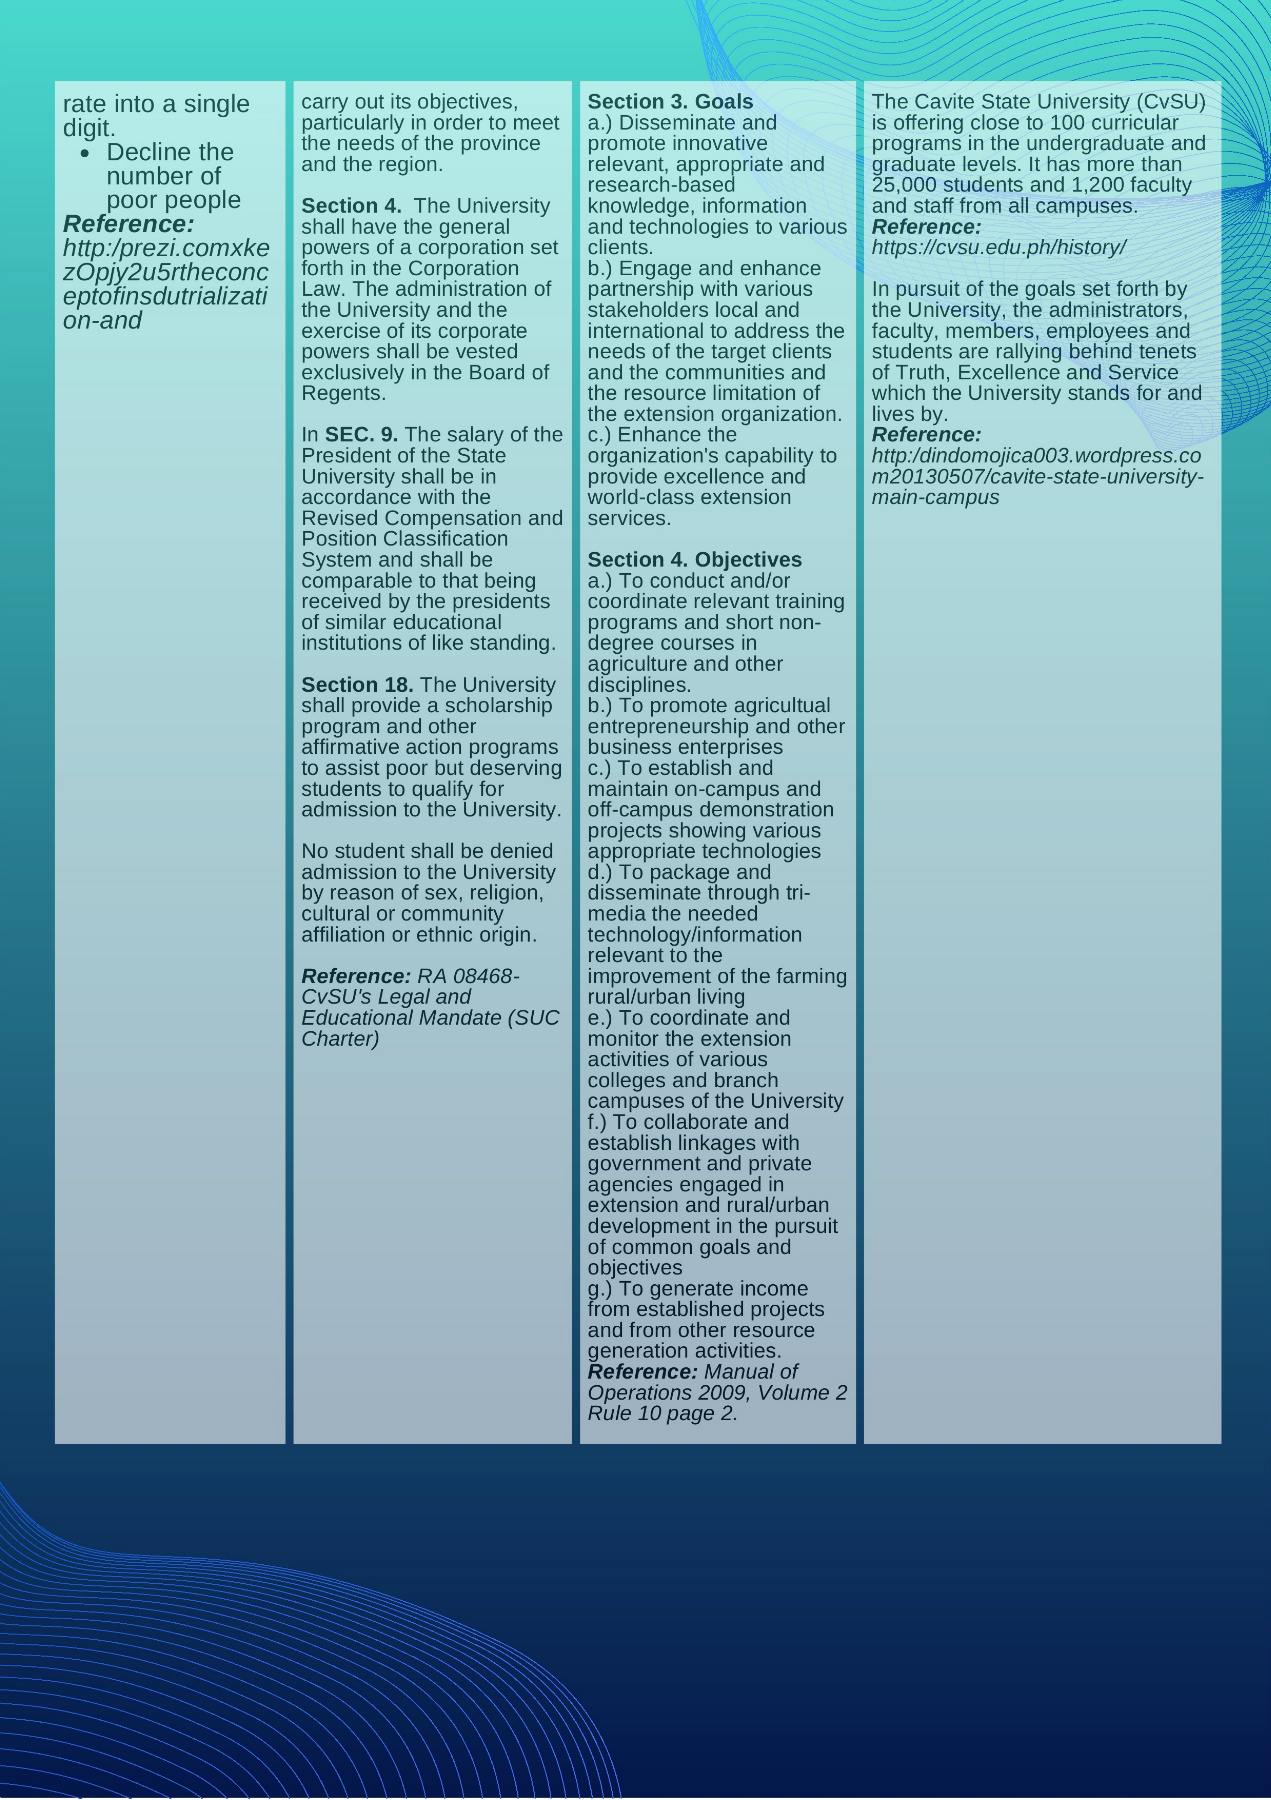 rate into a single
digit.
• Decline the
number of
poor people
Reference:
http:/prezi.comxke
zOpjy2u5rtheconc
eptofinsdutrializati
on-and
carry out its objectives,
particularly in order to meet
the needs of the province
and the region.
Section 4. The University
shall have the general
powers of a corporation set
forth in the Corporation
Law. The administration of
the University and the
exercise of its corporate
powers shall be vested
exclusively in the Board of
Regents.
In SEC. 9. The salary of the
President of the State
University shall be in
accordance with the
Revised Compensation and
Position Classification
System and shall be
comparable to that being
received by the presidents
of similar educational
institutions of like standing.
Section 18. The University
shall provide a scholarship
program and other
affirmative action programs
to assist poor but deserving
students to qualify for
admission to the University.
No student shall be denied
admission to the University
by reason of sex, religion,
cultural or community
affiliation or ethnic origin.
Reference: RA 08468-
CvSU's Legal and
Educational Mandate (SUC
Charter)
Section 3. Goals
a.) Disseminate and
promote innovative
relevant, appropriate and
research-based
knowledge, information
and technologies to various
clients.
b.) Engage and enhance
partnership with various
stakeholders local and
international to address the
needs of the target clients
and the communities and
the resource limitation of
the extension organization.
c.) Enhance the
organization's capability to
provide excellence and
world-class extension
services.
Section 4. Objectives
a.) To conduct and/or
coordinate relevant training
programs and short non-
degree courses in
agriculture and other
disciplines.
b.) To promote agricultual
entrepreneurship and other
business enterprises
c.) To establish and
maintain on-campus and
off-campus demonstration
projects showing various
appropriate technologies
d.) To package and
disseminate through tri-
media the needed
technology/information
relevant to the
improvement of the farming
rural/urban living
e.) To coordinate and
monitor the extension
activities of various
colleges and branch
campuses of the University
f.) To collaborate and
establish linkages with
government and private
agencies engaged in
extension and rural/urban
development in the pursuit
of common goals and
objectives
g.) To generate income
from established projects
and from other resource
generation activities.
Reference: Manual of
Operations 2009, Volume 2
Rule 10 page 2.
The Cavite State University (CvSU)
is offering close to 100 curricular
programs in the undergraduate and
graduate levels. It has more than
25,000 students and 1,200 faculty
and staff from all campuses.
Reference:
https://cvsu.edu.ph/history/
In pursuit of the goals set forth by
the University, the administrators,
faculty, members, employees and
students are rallying behind tenets
of Truth, Excellence and Service
which the University stands for and
lives by.
Reference:
http:/dindomojica003.wordpress.co
m20130507/cavite-state-university-
main-campus